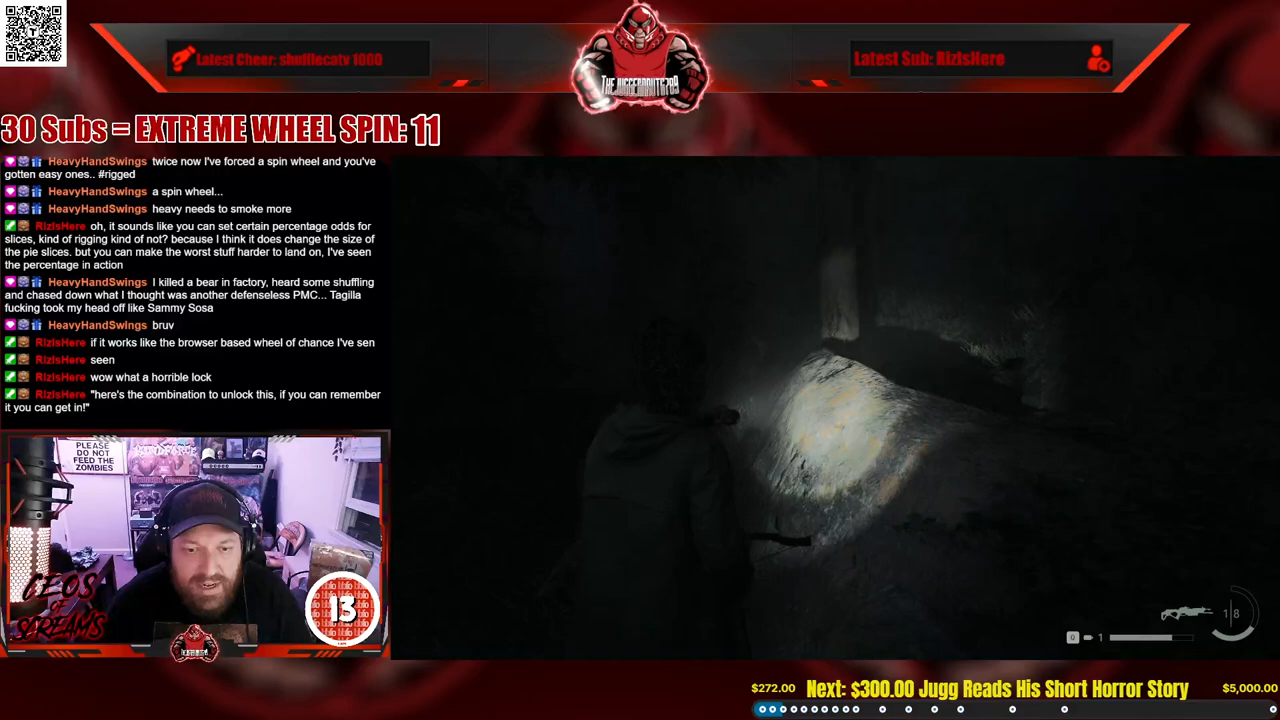 Latest Cheer: shufflecatv 1000
THEJUGGERNAUT6789
Latest Sub: RizIsHere
30 Subs = EXTREME WHEEL SPIN: 11
HeavyHandSwings twice now I've forced a spin wheel and you've
gotten easy ones.. #rigged
HeavyHandSwings a spin wheel...
HeavyHandSwings heavy needs to smoke more
RizIsHere oh, it sounds like you can set certain percentage odds for
slices, kind of rigging kind of not? because I think it does change the size of
the pie slices. but you can make the worst stuff harder to land on, I've seen
the percentage in action
HeavyHandSwings I killed a bear in factory, heard some shuffling
and chased down what I thought was another defenseless PMC... Tagilla
fucking took my head off like Sammy Sosa
HeavyHandSwings bruv
RizIsHere if it works like the browser based wheel of chance I've sen
RizIsHere seen
RizIsHere wow what a horrible lock
RizIsHere "here's the combination to unlock this, if you can remember
it you can get in!"
PLEASE
DO NOT
FEED THE
ZOMBIES
CEOS
OF
STREAMS
13
1 8
Q 1
$272.00 Next: $300.00 Jugg Reads His Short Horror Story $5,000.00